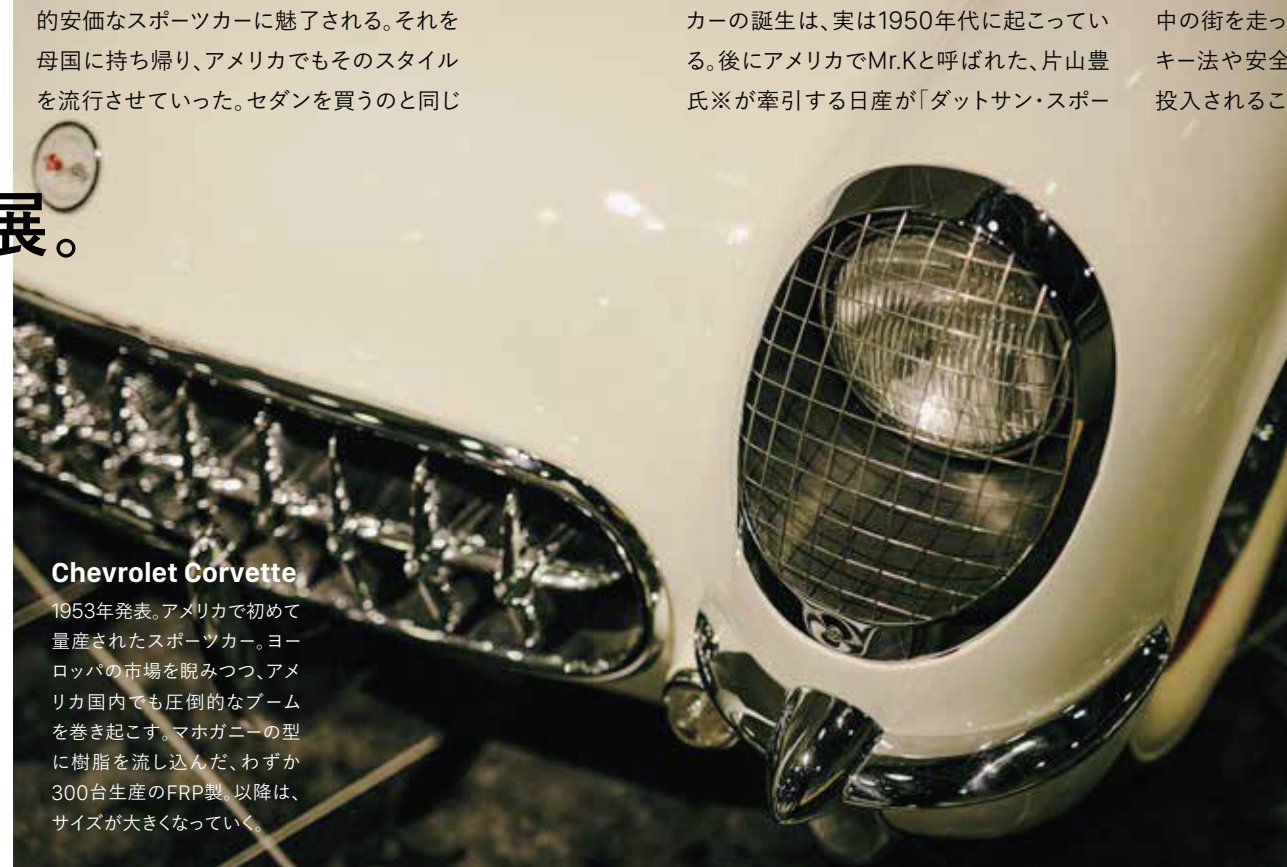 的安価なスポーツカーに魅了される。それを
母国に持ち帰り、アメリカでもそのスタイル
を流行させていった。セダンを買うのと同じ
カーの誕生は、実は1950年代に起こってい
る。後にアメリカでMr.Kと呼ばれた、片山豊
氏※が牽引する日産が「ダットサン・スポー
中の街を走っ
キー法や安全
投入されるこ
展。
Chevrolet Corvette
1953年発表。アメリカで初めて
量産されたスポーツカー。ヨー
ロッパの市場を睨みつつ、アメ
リカ国内でも圧倒的なブーム
を巻き起こす。マホガニーの型
に樹脂を流し込んだ、わずか
300台生産のFRP製。以降は、
サイズが大きくなっていく。